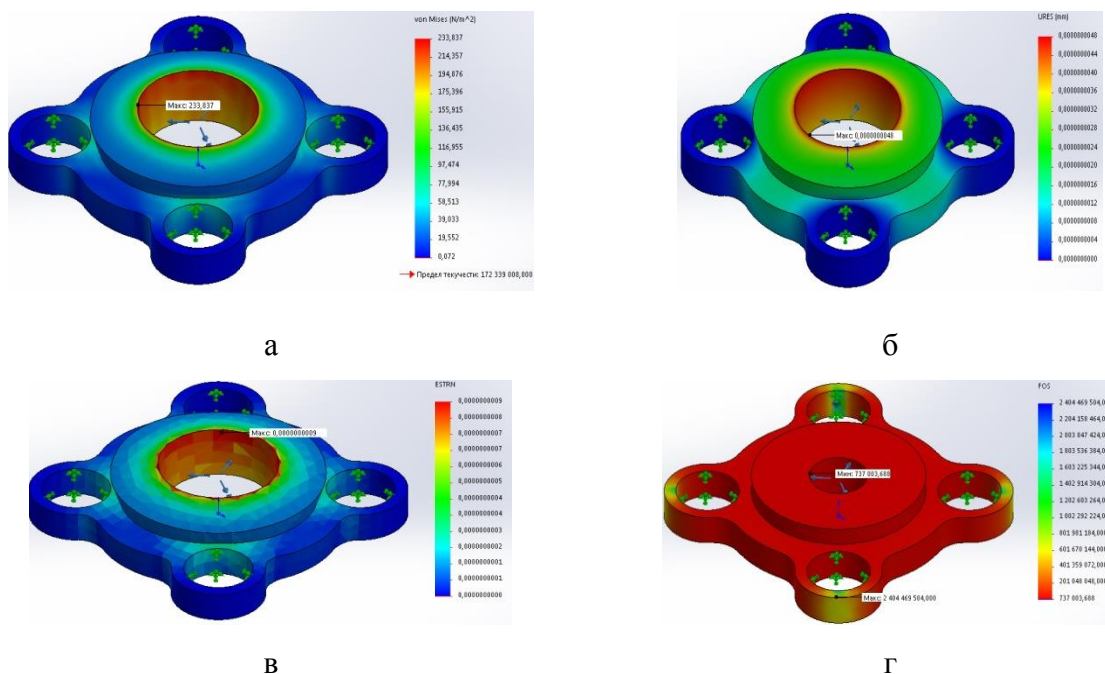 von Mises (N/m^2)
233,837
214,357
194,876
175,396
155,915
136,435
116,955
97,474
77,994
58,513
39,033
19,552
0,072
Предел текучести: 172 339 008,000
Макс: 233,837
а
URES (mm)
0,0000000048
0,0000000044
0,0000000040
0,0000000036
0,0000000032
0,0000000028
0,0000000024
0,0000000020
0,0000000016
0,0000000012
0,0000000008
0,0000000004
0,0000000000
Макс: 0,0000000048
б
ESTRN
0,0000000009
0,0000000008
0,0000000007
0,0000000007
0,0000000006
0,0000000005
0,0000000004
0,0000000004
0,0000000003
0,0000000002
0,0000000001
0,0000000001
0,0000000000
Макс: 0,0000000009
в
FOS
2 404 469 504,0
2 204 158 464,0
2 003 847 424,0
1 803 536 384,0
1 603 225 344,0
1 402 914 304,0
1 202 603 264,0
1 002 292 224,0
801 981 184,000
601 670 144,000
401 359 072,000
201 048 048,000
737 003,688
Мин: 737 003,688
Макс: 2 404 469 504,000
г